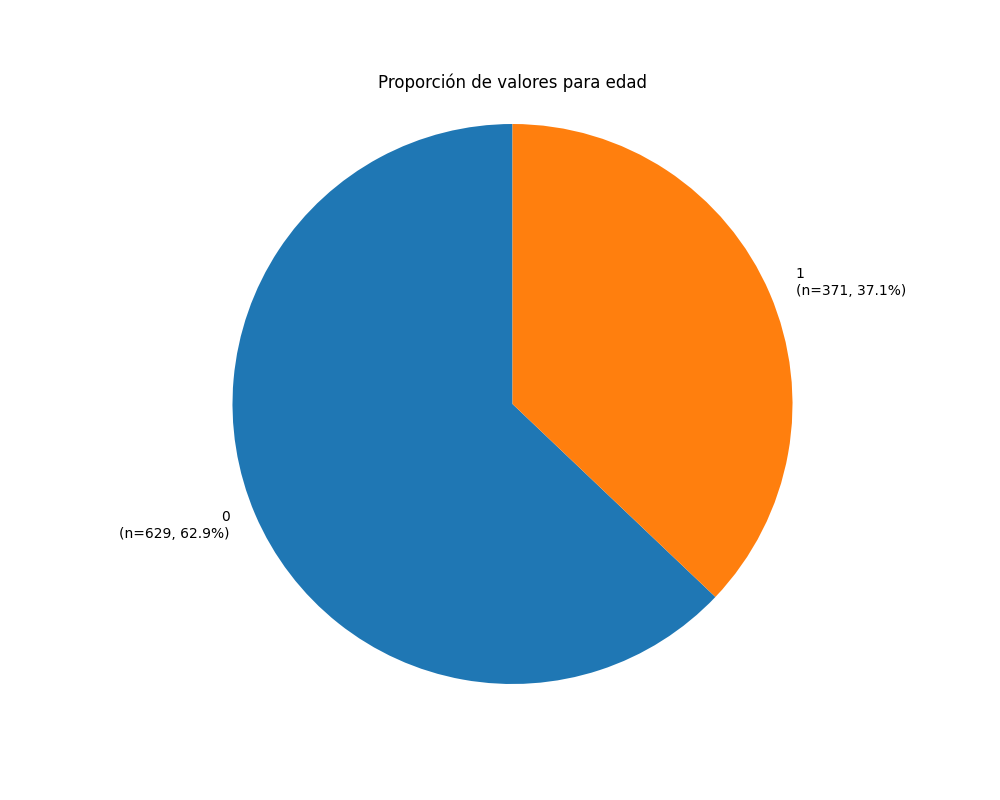 Proporción de valores para edad
1
(n=371, 37.1%)
0
(n=629, 62.9%)